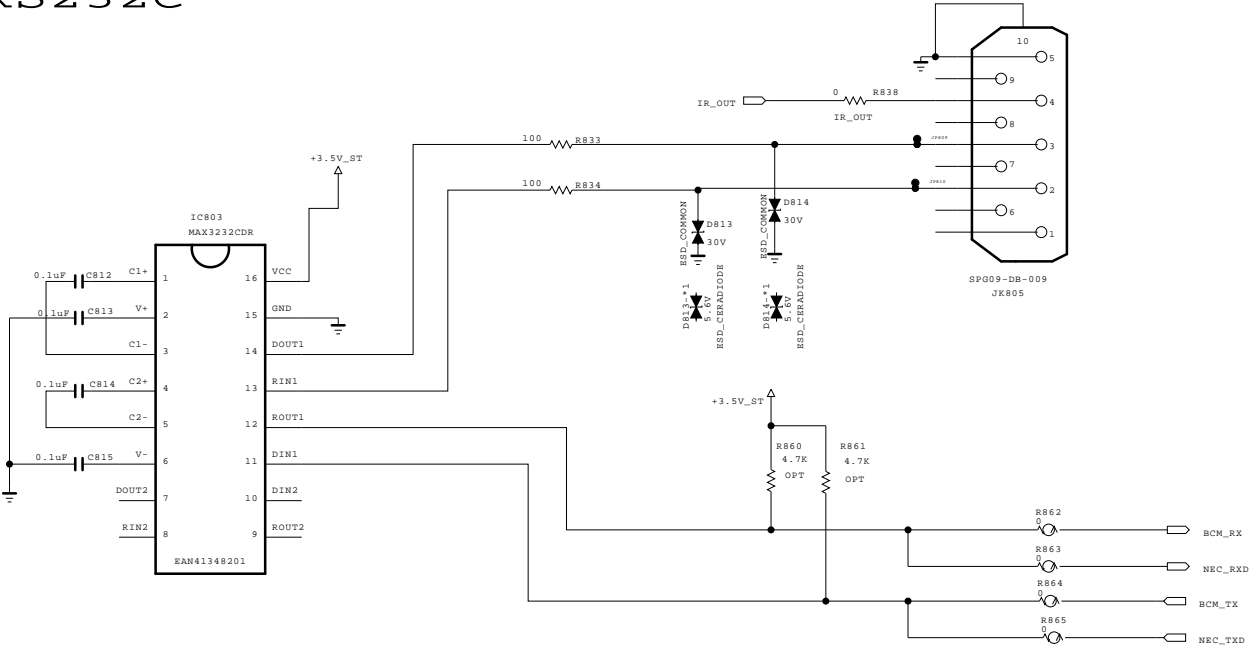 RS232C
10
5
9
4
8
3
7
2
6
1
SPG09-DB-009
JK805
IR_OUT
0 R838
IR_OUT
100 R833
100 R834
JP809
JP810
+3.5V_ST
IC803
MAX3232CDR
C1+ 1
V+ 2
C1- 3
C2+ 4
C2- 5
V- 6
DOUT2 7
RIN2 8
16 VCC
15 GND
14 DOUT1
13 RIN1
12 ROUT1
11 DIN1
10 DIN2
9 ROUT2
EAN41348201
0.1uF C812
0.1uF C813
0.1uF C814
0.1uF C815
ESD_COMMON
D813
30V
ESD_COMMON
D814
30V
D813-*1
5.6V
ESD_CERADIODE
D814-*1
5.6V
ESD_CERADIODE
+3.5V_ST
R860
4.7K
OPT
R861
4.7K
OPT
R862
0
BCM_RX
R863
0
NEC_RXD
R864
0
BCM_TX
R865
0
NEC_TXD